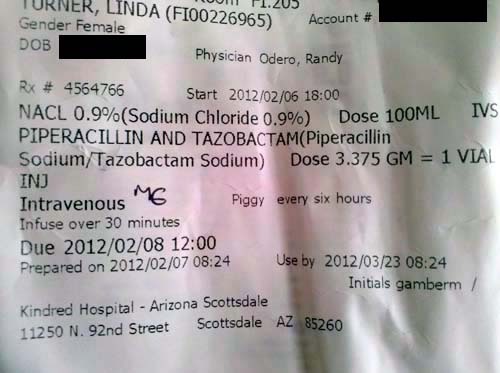 Room FI.205
TURNER, LINDA (FI00226965) Account #
Gender Female
DOB
Physician Odero, Randy
Rx # 4564766 Start 2012/02/06 18:00
NACL 0.9%(Sodium Chloride 0.9%) Dose 100ML IVS
PIPERACILLIN AND TAZOBACTAM(Piperacillin
Sodium/Tazobactam Sodium) Dose 3.375 GM = 1 VIAL
INJ
Intravenous MG Piggy every six hours
Infuse over 30 minutes
Due 2012/02/08 12:00
Prepared on 2012/02/07 08:24 Use by 2012/03/23 08:24
Initials gamberm /
Kindred Hospital - Arizona Scottsdale
11250 N. 92nd Street Scottsdale AZ 85260